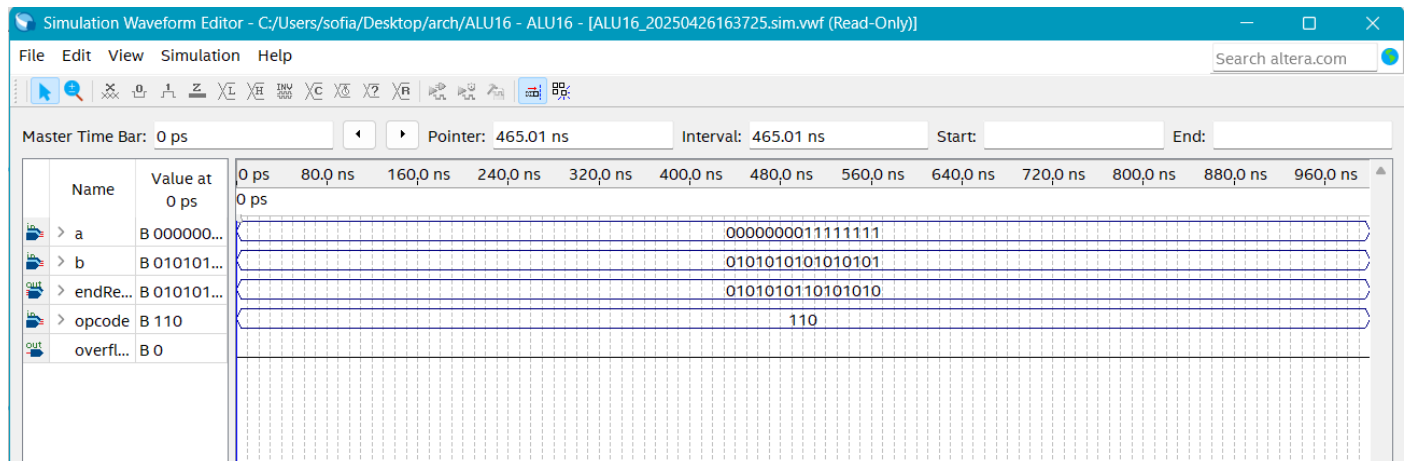 Simulation Waveform Editor - C:/Users/sofia/Desktop/arch/ALU16 - ALU16 - [ALU16_20250426163725.sim.vwf (Read-Only)]
File Edit View Simulation Help
Search altera.com
Master Time Bar: 0 ps Pointer: 465.01 ns Interval: 465.01 ns Start: End:
Name Value at 0 ps
0 ps 80.0 ns 160.0 ns 240.0 ns 320.0 ns 400.0 ns 480.0 ns 560.0 ns 640.0 ns 720.0 ns 800.0 ns 880.0 ns 960.0 ns
0 ps
a B 000000... 0000000011111111
b B 010101... 0101010101010101
endRe... B 010101... 0101010110101010
opcode B 110 110
overfl... B 0